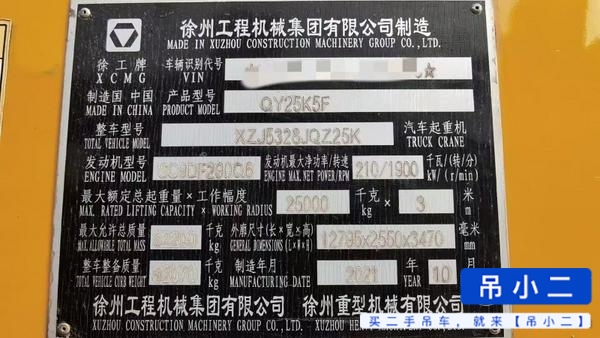 徐州工程机械集团有限公司制造
MADE IN XUZHOU CONSTRUCTION MACHINERY GROUP CO.,LTD.
徐工牌 车辆识别代号
XCMG VIN
制造国 中国 产品型号 QY25K5F
MADE IN CHINA PRODUCT MODEL
整车型号 XZJ5328JQZ25K 汽车起重机
TOTAL VEHICLE MODEL TRUCK CRANE
发动机型号 发动机最大净功率/转速 210/1900 千瓦(转/分)
ENGINE MODEL ENGINE MAX.NET POWER/RPM kW/(r/min)
最大额定总起重量×工作幅度 25000 千克 × 3 米
MAX. RATED LIFTING CAPACITY × WORKING RADIUS kg m
最大允许总质量 千克 外廓尺寸(长×宽×高) 12795x2550x3470 毫米
MAX.ALLOWABLE TOTAL MASS kg GENERAL DIMENSIONS (L×W×H) mm
整车整备质量 千克 制造年月 2021 年 10 月
TOTAL VEHICLE CURB WEIGHT kg MANUFACTURING DATE YEAR
徐州工程机械集团有限公司 徐州重型机械有限公司
XUZHOU CONSTRUCTION MACHINERY GROUP CO.,LTD. XUZHOU
吊小二
买二手吊车，就来【吊小二】